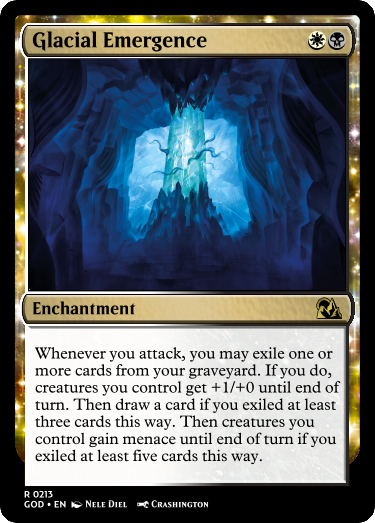 Glacial Emergence
Enchantment
Whenever you attack, you may exile one or
more cards from your graveyard. If you do,
creatures you control get +1/+0 until end of
turn. Then draw a card if you exiled at least
three cards this way. Then creatures you
control gain menace until end of turn if you
exiled at least five cards this way.
R 0213
GOD • EN NELE DIEL CRASHINGTON